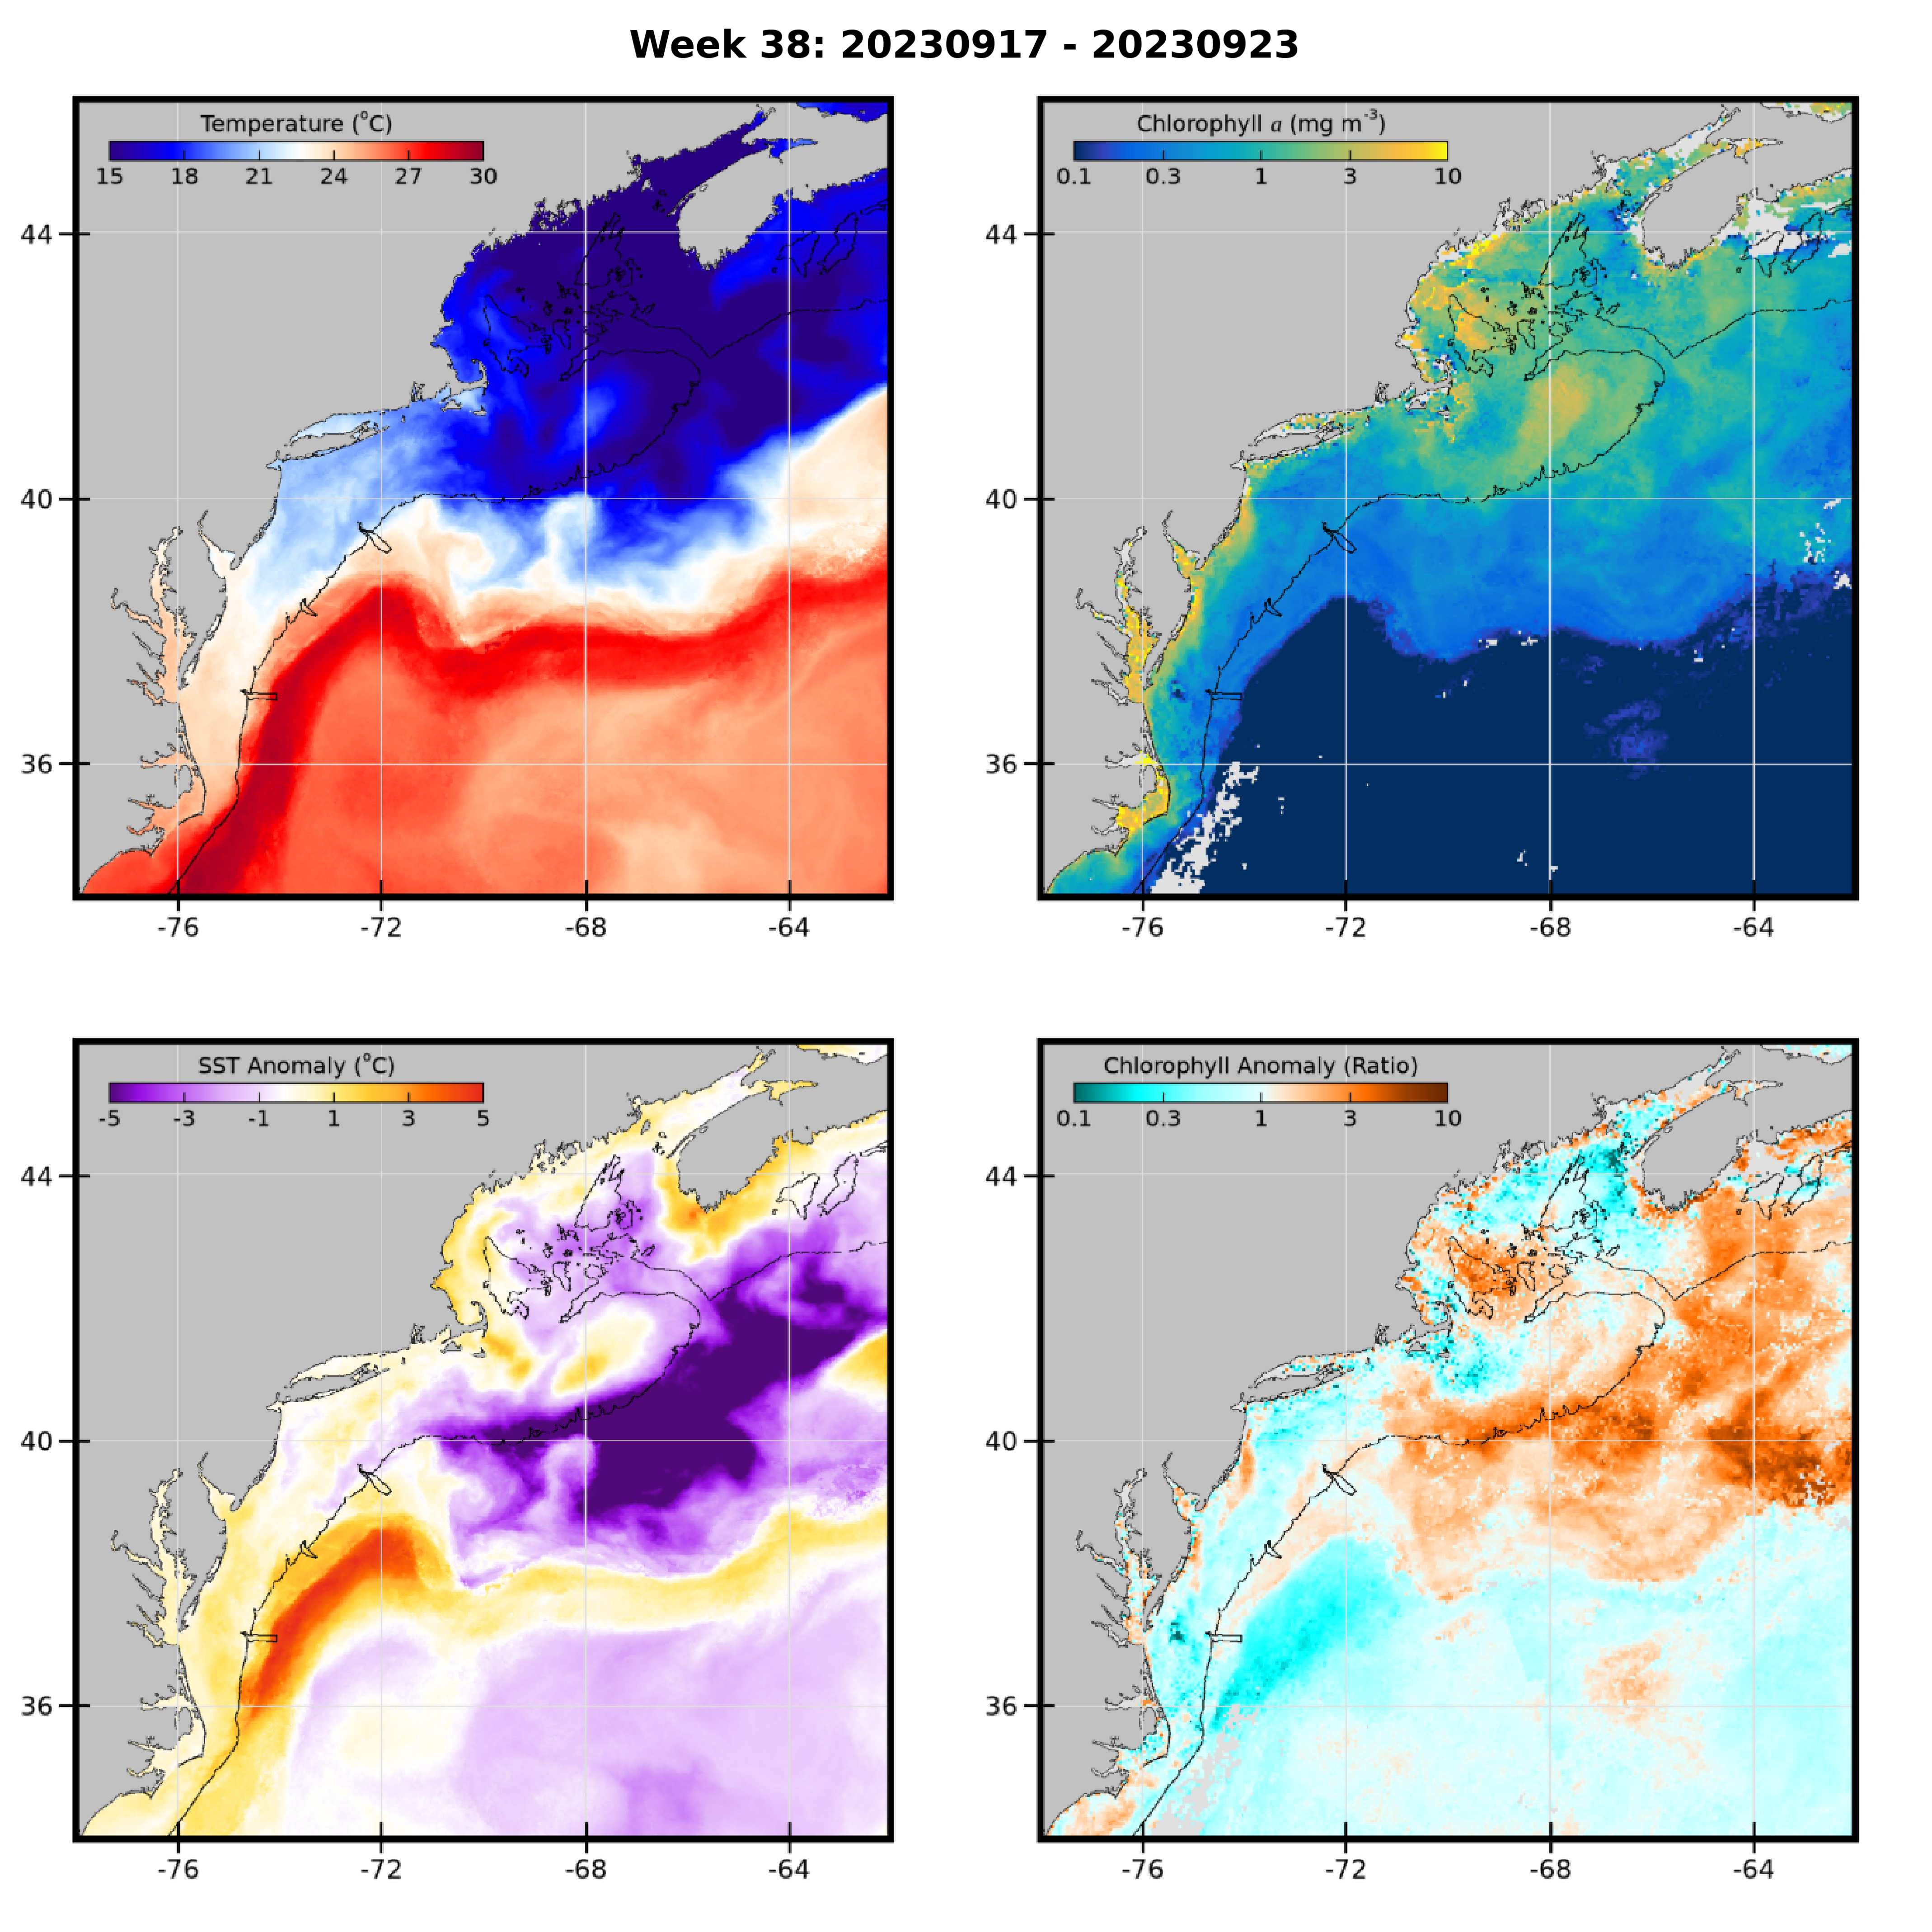 Week 38: 20230917 - 20230923
Temperature (°C)
15 18 21 24 27 30
44
40
36
-76 -72 -68 -64
Chlorophyll a (mg m⁻³)
0.1 0.3 1 3 10
44
40
36
-76 -72 -68 -64
SST Anomaly (°C)
-5 -3 -1 1 3 5
44
40
36
-76 -72 -68 -64
Chlorophyll Anomaly (Ratio)
0.1 0.3 1 3 10
44
40
36
-76 -72 -68 -64